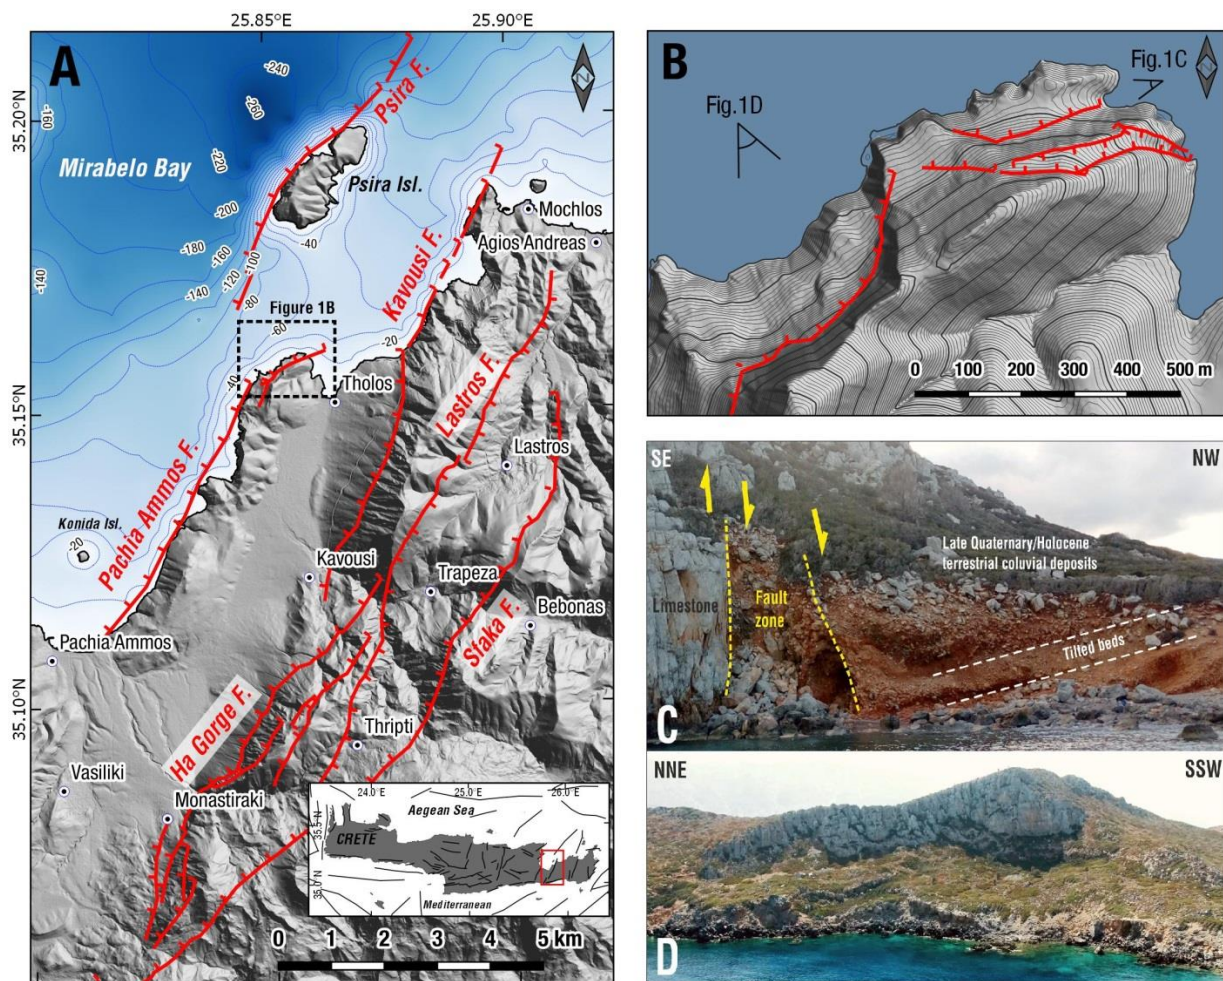 25.85°E
25.90°E
35.20°N
35.15°N
35.10°N
A
-240
-260
-160
-220
-200
-180
-160
-140
-120
-100
-80
-140
-40
-60
-20
-40
-20
Psira F.
Mirabelo Bay
Psira Isl.
Mochlos
Agios Andreas
Kavousi F.
Figure 1B
Tholos
Lastros F.
Lastros
Pachia Ammos F.
Konida Isl.
Kavousi
Trapeza
Bebonas
Sfaka F.
Pachia Ammos
Ha Gorge F.
Thripti
Vasiliki
Monastiraki
24.0 E
25.0 E
26.0 E
35.5 N
35.0 N
Aegean Sea
CRETE
Mediterranean
0 1 2 3 4 5 km
B
Fig.1D
Fig.1C
0 100 200 300 400 500 m
SE
NW
Late Quaternary/Holocene
terrestrial coluvial deposits
Limestone
Fault
zone
Tilted beds
C
NNE
SSW
D